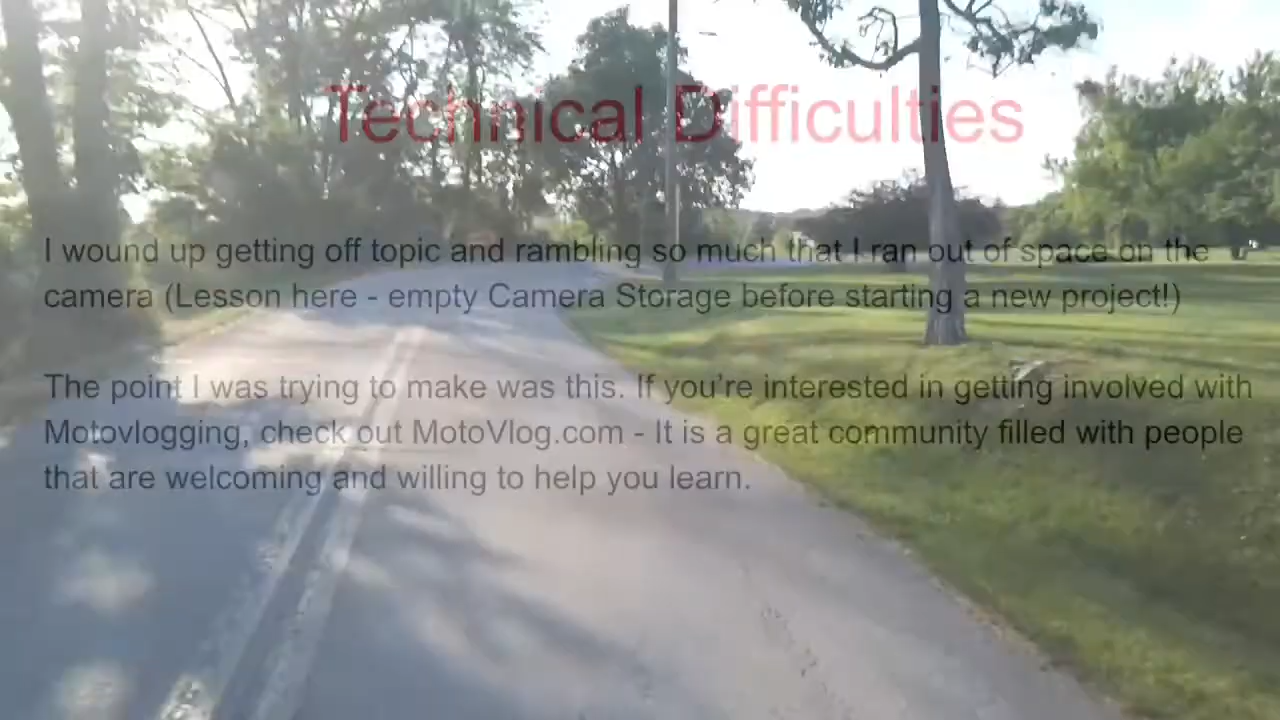 Technical Difficulties
I wound up getting off topic and rambling so much that I ran out of space on the
camera (Lesson here - empty Camera Storage before starting a new project!)
The point I was trying to make was this. If you’re interested in getting involved with
Motovlogging, check out MotoVlog.com - It is a great community filled with people
that are welcoming and willing to help you learn.